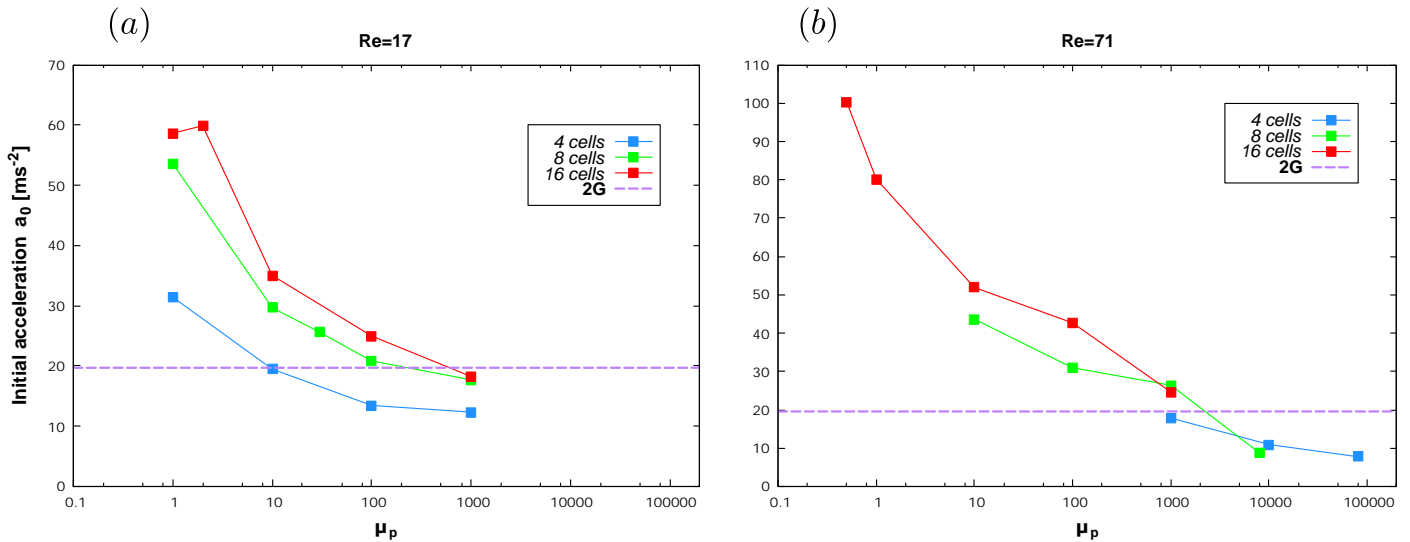 (a)
Re=17
Initial acceleration a0 [ms-2]
70
60
50
40
30
20
10
0
0.1 1 10 100 1000 10000 100000
μp
4 cells
8 cells
16 cells
2G
(b)
Re=71
110
100
90
80
70
60
50
40
30
20
10
0
0.1 1 10 100 1000 10000 100000
μp
4 cells
8 cells
16 cells
2G